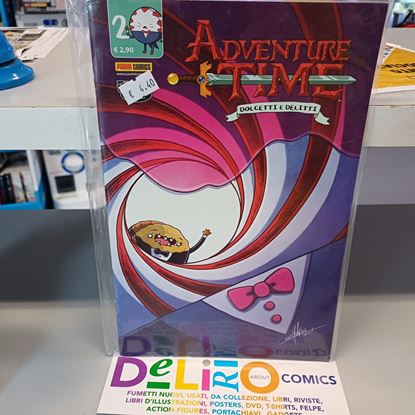 2
€ 2,90
PANINI COMICS
€ 4,40
ADVENTURE
TIME
DOLCETTI E DELITTI
DeLiRiO
ABOUT COMICS
FUMETTI NUOVI, USATI, DA COLLEZIONE, LIBRI, RIVISTE,
LIBRI D'ILLUSTRAZIONI, POSTERS, DVD, T-SHIRTS, FELPE,
ACTION FIGURES, PORTACHIAVI, GADGETS